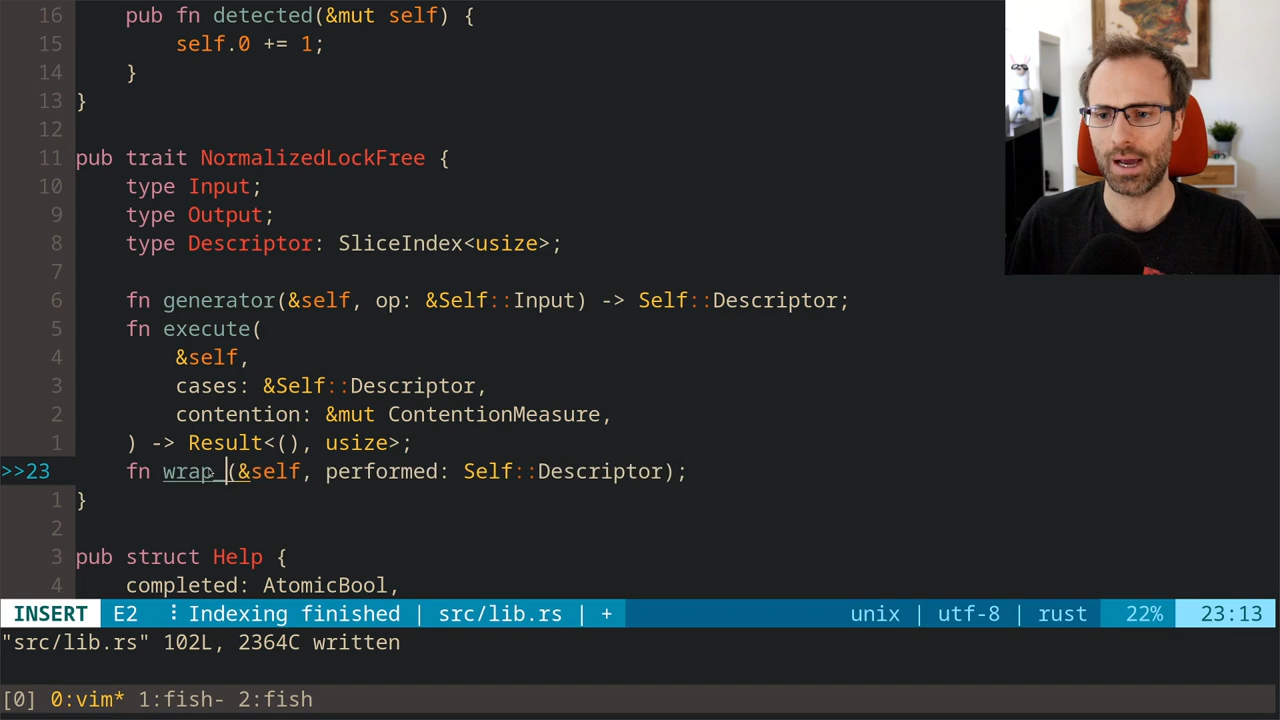 16 pub fn detected(&mut self) {
15 self.0 += 1;
14 }
13 }
12
11 pub trait NormalizedLockFree {
10 type Input;
9 type Output;
8 type Descriptor: SliceIndex<usize>;
7
6 fn generator(&self, op: &Self::Input) -> Self::Descriptor;
5 fn execute(
4 &self,
3 cases: &Self::Descriptor,
2 contention: &mut ContentionMeasure,
1 ) -> Result<(), usize>;
>>23 fn wrap_(&self, performed: Self::Descriptor);
1 }
2
3 pub struct Help {
4 completed: AtomicBool,
INSERT E2 ⠸ Indexing finished | src/lib.rs | + unix | utf-8 | rust 22% 23:13
"src/lib.rs" 102L, 2364C written
[0] 0:vim* 1:fish- 2:fish